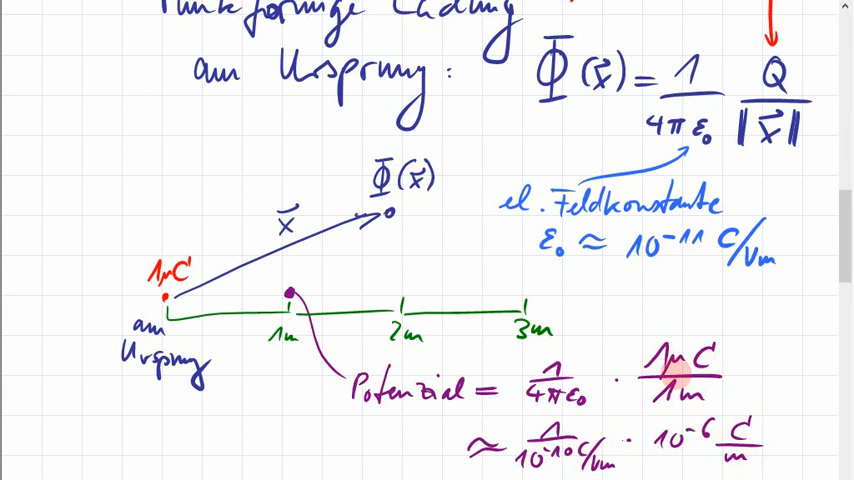 Punktförmige Ladung
am Ursprung:
Φ(x⃗) = 1/(4πε₀) Q/‖x⃗‖
Φ(x⃗)
x⃗
el. Feldkonstante
ε₀ ≈ 10⁻¹¹ C/Vm
1μC
am
Ursprung
1m 2m 3m
Potenzial = 1/(4πε₀) · 1μC/1m
≈ 1/(10⁻¹⁰ C/Vm) · 10⁻⁶ C/m